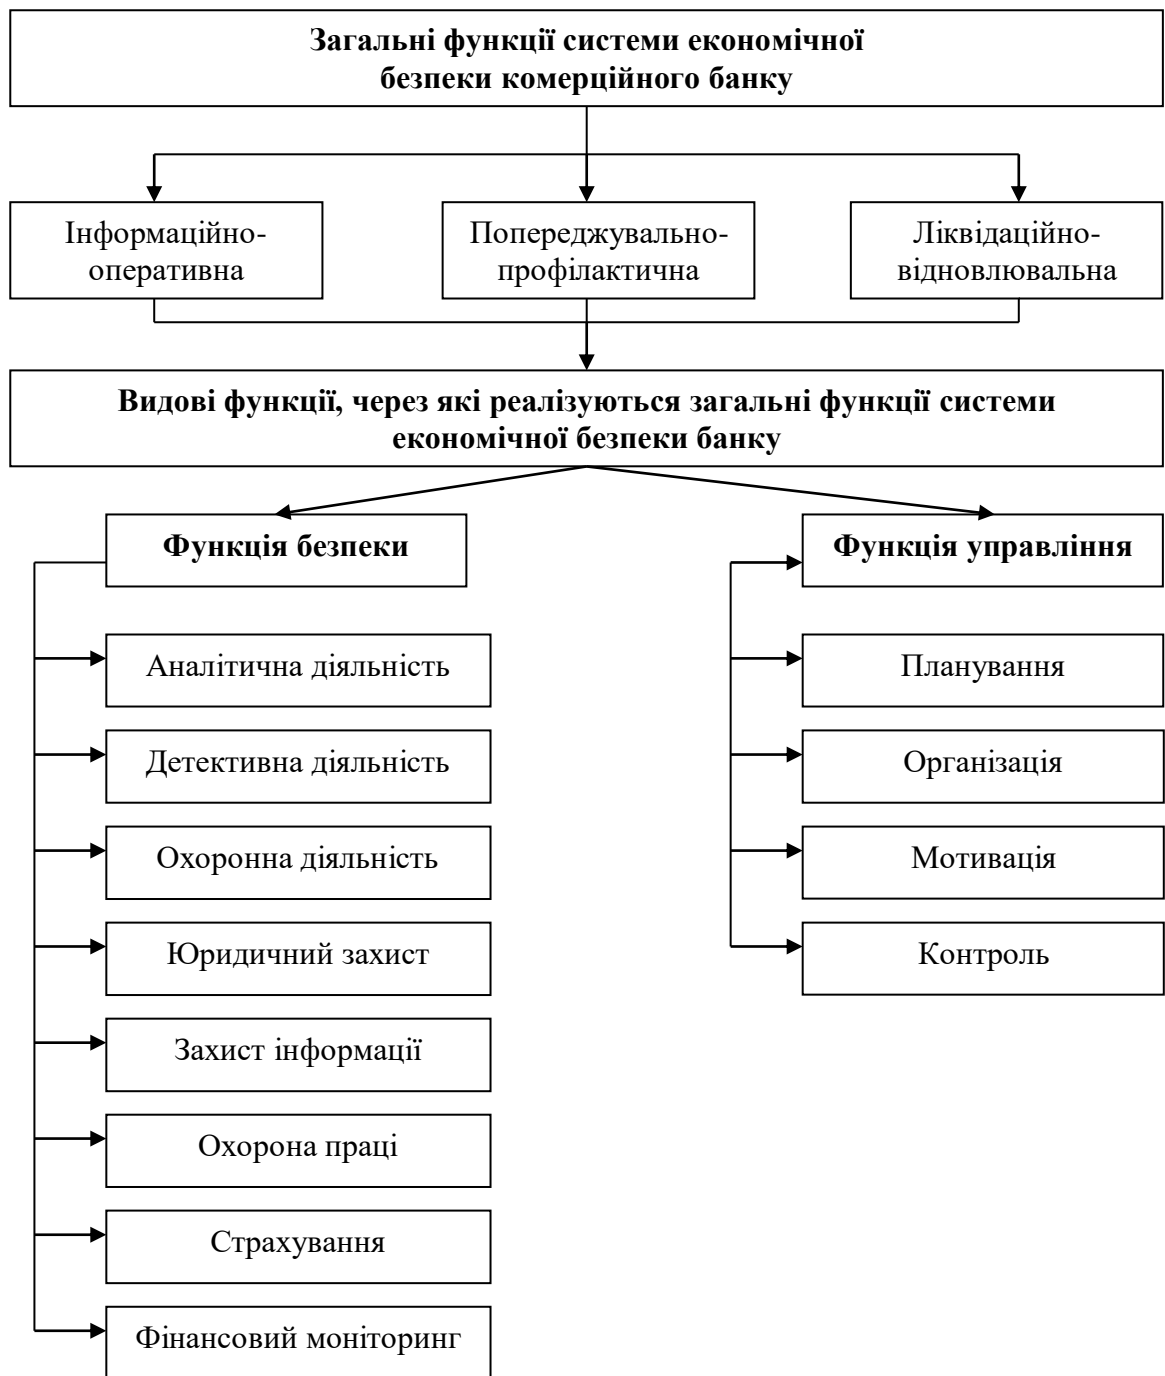 Загальні функції системи економічної
безпеки комерційного банку
Інформаційно-
оперативна
Попереджувально-
профілактична
Ліквідаційно-
відновлювальна
Видові функції, через які реалізуються загальні функції системи
економічної безпеки банку
Функція безпеки
Аналітична діяльність
Детективна діяльність
Охоронна діяльність
Юридичний захист
Захист інформації
Охорона праці
Страхування
Фінансовий моніторинг
Функція управління
Планування
Організація
Мотивація
Контроль